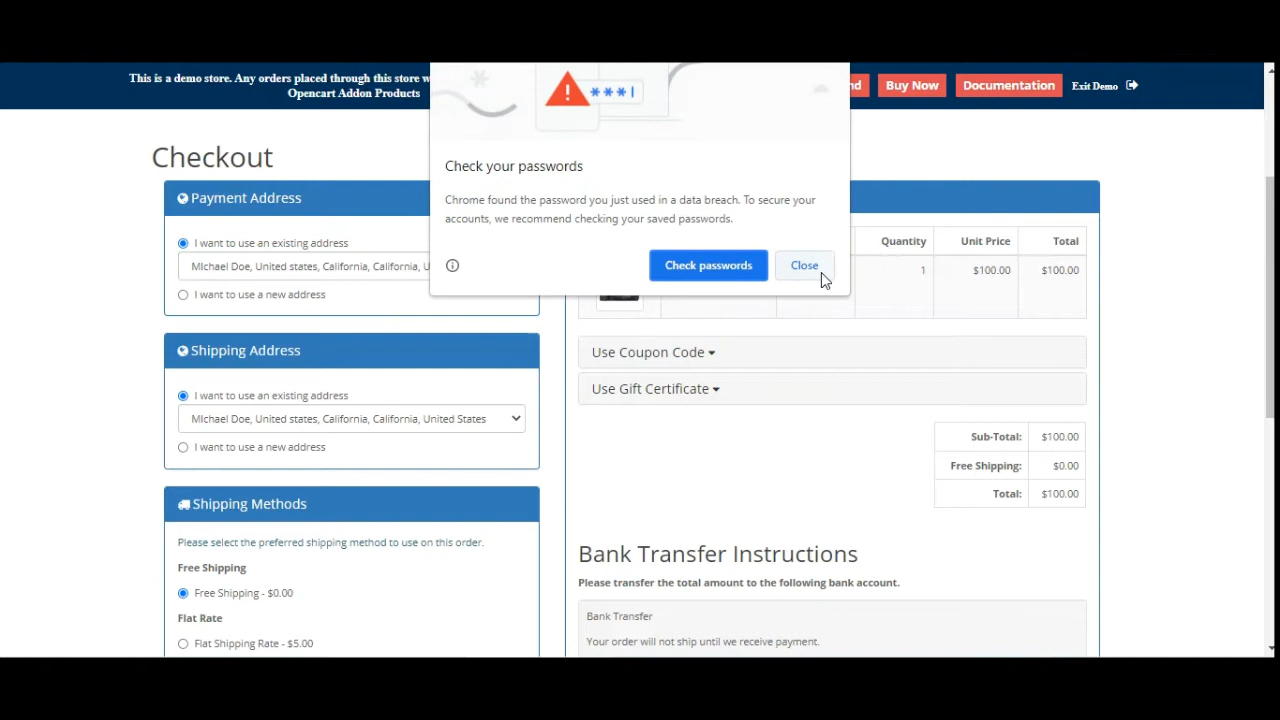 This is a demo store. Any orders placed through this store w
Opencart Addon Products
nd
Buy Now
Documentation
Exit Demo
***|
Check your passwords
Chrome found the password you just used in a data breach. To secure your
accounts, we recommend checking your saved passwords.
Check passwords
Close
Checkout
Payment Address
I want to use an existing address
MIchael Doe, United states, California, California, U
I want to use a new address
Shipping Address
I want to use an existing address
MIchael Doe, United states, California, California, United States
I want to use a new address
Shipping Methods
Please select the preferred shipping method to use on this order.
Free Shipping
Free Shipping - $0.00
Flat Rate
Flat Shipping Rate - $5.00
Quantity Unit Price Total
1 $100.00 $100.00
Use Coupon Code
Use Gift Certificate
Sub-Total: $100.00
Free Shipping: $0.00
Total: $100.00
Bank Transfer Instructions
Please transfer the total amount to the following bank account.
Bank Transfer
Your order will not ship until we receive payment.